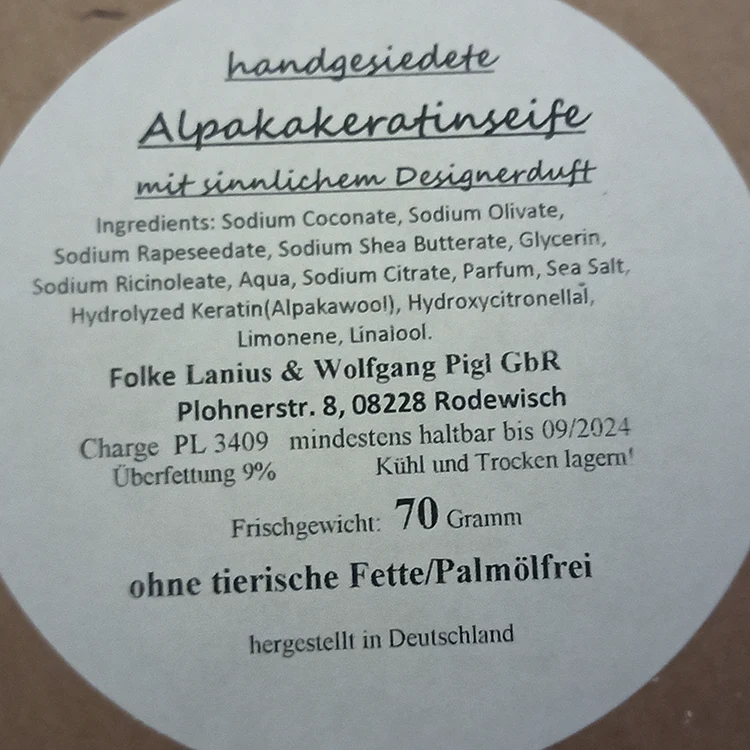 handgesiedete
Alpakakeratinseife
mit sinnlichem Designerduft
Ingredients: Sodium Coconate, Sodium Olivate,
Sodium Rapeseedate, Sodium Shea Butterate, Glycerin,
Sodium Ricinoleate, Aqua, Sodium Citrate, Parfum, Sea Salt,
Hydrolyzed Keratin(Alpakawool), Hydroxycitronellal,
Limonene, Linalool.
Folke Lanius & Wolfgang Pigl GbR
Plohnerstr. 8, 08228 Rodewisch
Charge PL 3409 mindestens haltbar bis 09/2024
Überfettung 9% Kühl und Trocken lagern!
Frischgewicht: 70 Gramm
ohne tierische Fette/Palmölfrei
hergestellt in Deutschland